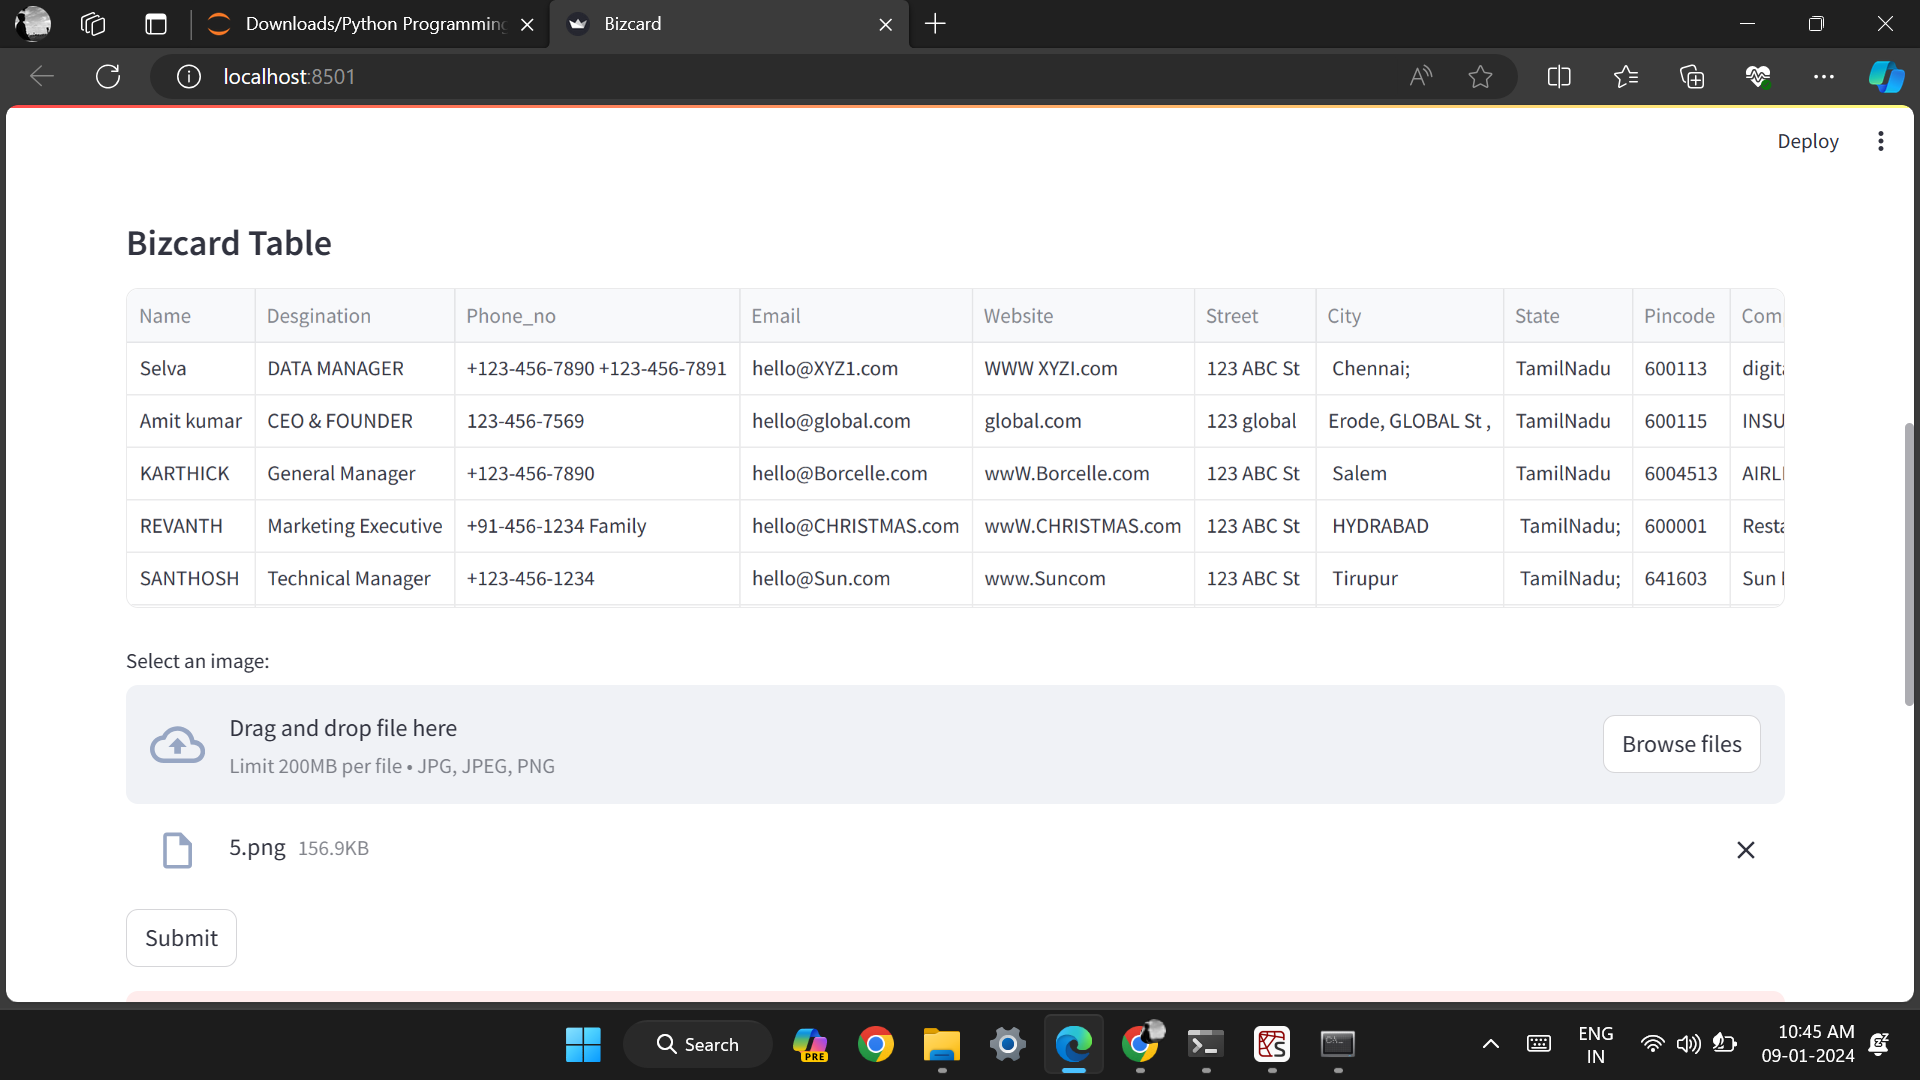 Downloads/Python Programming
Bizcard
localhost:8501
Deploy
Bizcard Table
Name Desgination Phone_no Email Website Street City State Pincode Com
Selva DATA MANAGER +123-456-7890 +123-456-7891 hello@XYZ1.com WWW XYZI.com 123 ABC St Chennai; TamilNadu 600113 digit
Amit kumar CEO & FOUNDER 123-456-7569 hello@global.com global.com 123 global Erode, GLOBAL St , TamilNadu 600115 INSU
KARTHICK General Manager +123-456-7890 hello@Borcelle.com wwW.Borcelle.com 123 ABC St Salem TamilNadu 6004513 AIRLI
REVANTH Marketing Executive +91-456-1234 Family hello@CHRISTMAS.com wwW.CHRISTMAS.com 123 ABC St HYDRABAD TamilNadu; 600001 Resta
SANTHOSH Technical Manager +123-456-1234 hello@Sun.com www.Suncom 123 ABC St Tirupur TamilNadu; 641603 Sun
Select an image:
Drag and drop file here
Limit 200MB per file • JPG, JPEG, PNG
Browse files
5.png 156.9KB
Submit
Search
PRE
ENG
IN
10:45 AM
09-01-2024